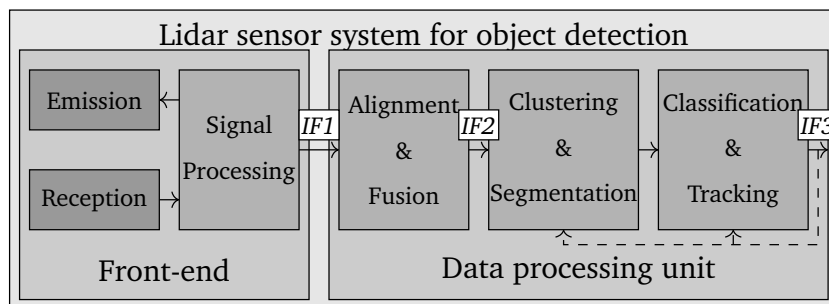 Lidar sensor system for object detection
Emission
Reception
Signal
Processing
IF1
Alignment
&
Fusion
IF2
Clustering
&
Segmentation
Classification
&
Tracking
IF3
Front-end
Data processing unit